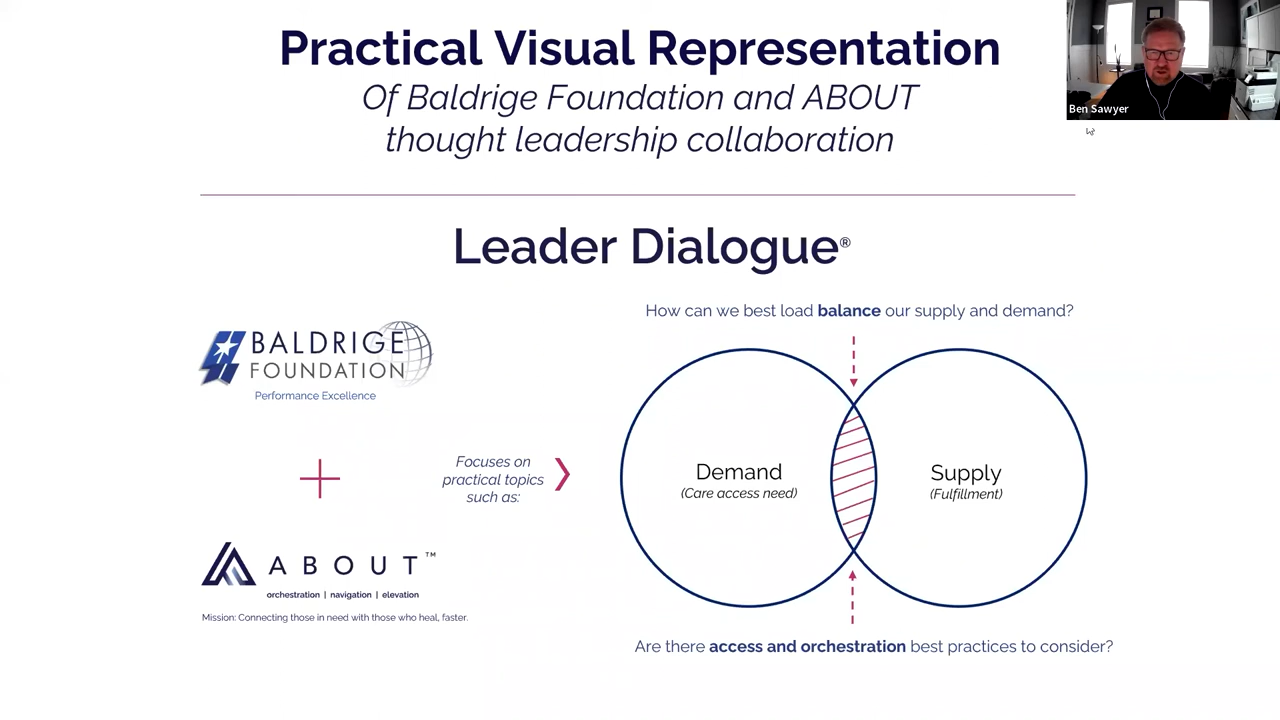 Practical Visual Representation
Of Baldrige Foundation and ABOUT
thought leadership collaboration
Ben Sawyer
Leader Dialogue®
BALDRIGE
FOUNDATION
Performance Excellence
Focuses on
practical topics
such as:
ABOUT™
orchestration | navigation | elevation
Mission: Connecting those in need with those who heal, faster.
How can we best load balance our supply and demand?
Demand
(Care access need)
Supply
(Fulfillment)
Are there access and orchestration best practices to consider?